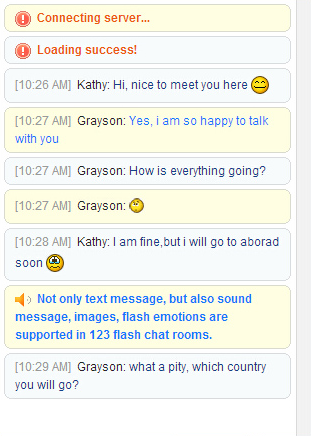 Connecting server...
Loading success!
[10:26 AM] Kathy: Hi, nice to meet you here
[10:27 AM] Grayson: Yes, i am so happy to talk
with you
[10:27 AM] Grayson: How is everything going?
[10:27 AM] Grayson:
[10:28 AM] Kathy: I am fine,but i will go to aborad
soon
Not only text message, but also sound
message, images, flash emotions are
supported in 123 flash chat rooms.
[10:29 AM] Grayson: what a pity, which country
you will go?